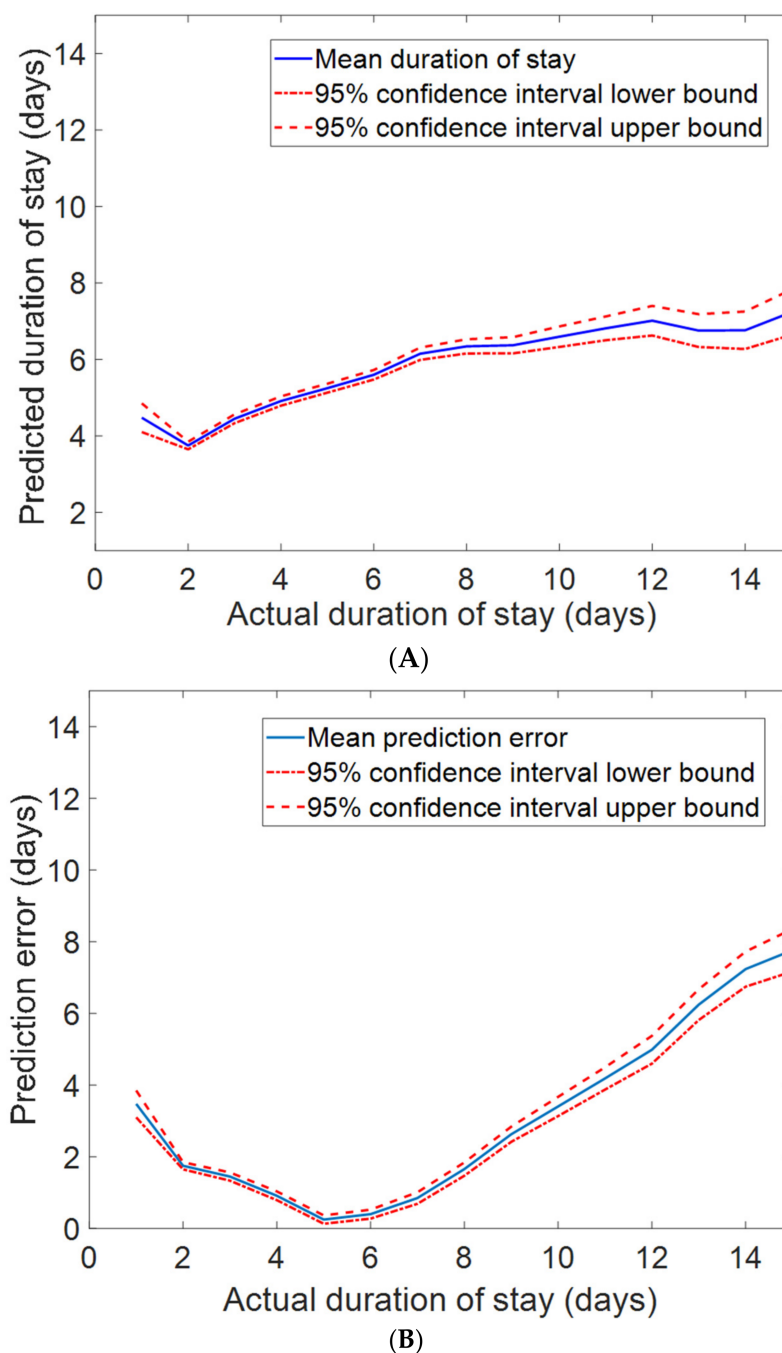 14
12
10
8
6
4
2
Predicted duration of stay (days)
Mean duration of stay
95% confidence interval lower bound
95% confidence interval upper bound
0 2 4 6 8 10 12 14
Actual duration of stay (days)
(A)
14
12
10
8
6
4
2
0
Prediction error (days)
Mean prediction error
95% confidence interval lower bound
95% confidence interval upper bound
0 2 4 6 8 10 12 14
Actual duration of stay (days)
(B)